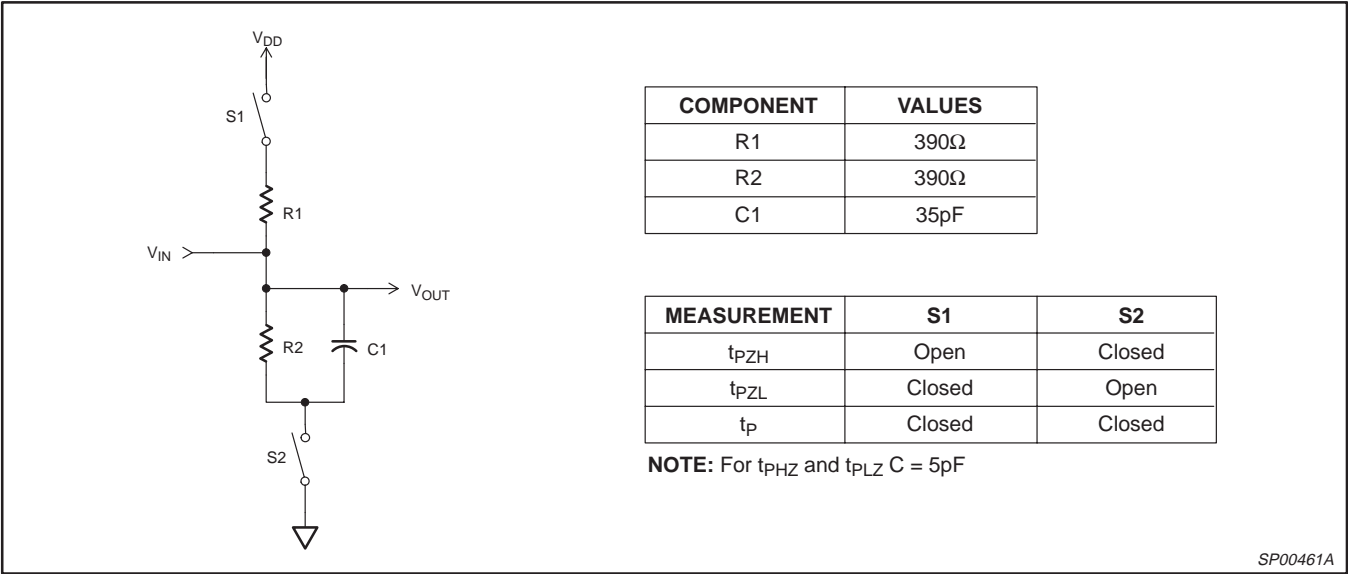 VDD
S1
R1
VIN
VOUT
R2
C1
S2
COMPONENT VALUES
R1 390Ω
R2 390Ω
C1 35pF
MEASUREMENT S1 S2
tPZH Open Closed
tPZL Closed Open
tP Closed Closed
NOTE: For tPHZ and tPLZ C = 5pF
SP00461A